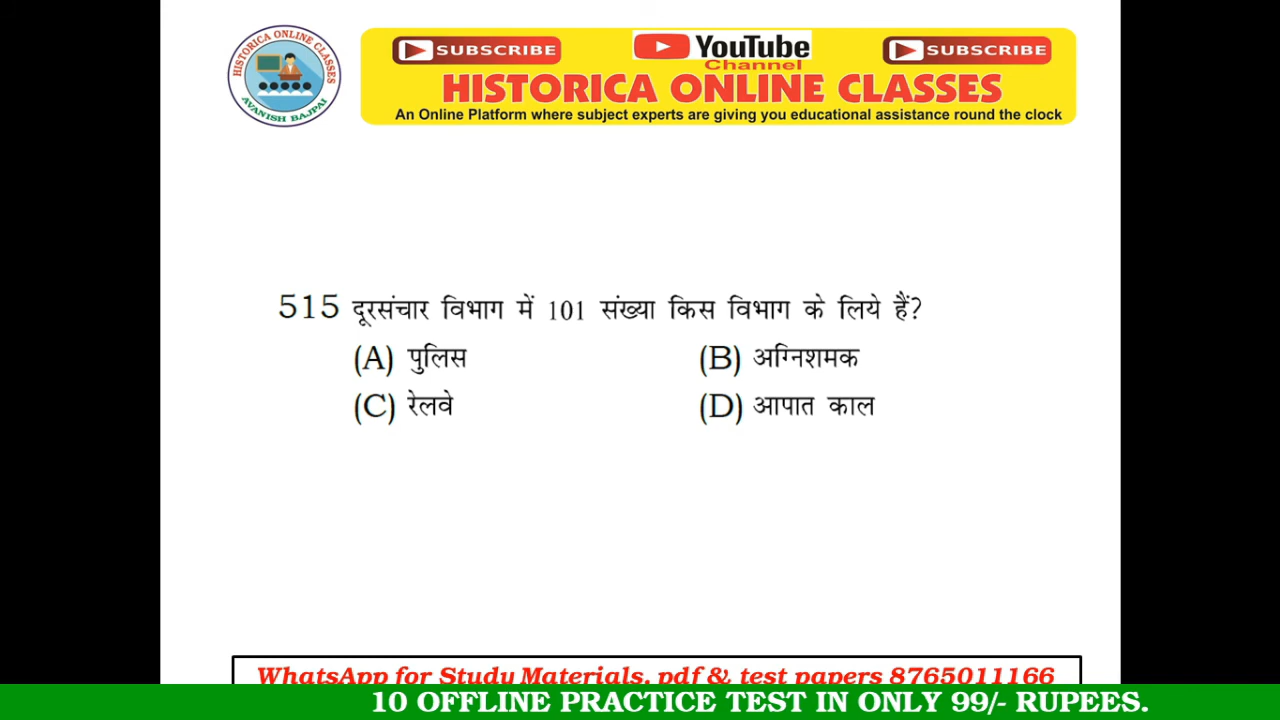 HISTORICA ONLINE CLASSES
AVANISH BAJPAI
SUBSCRIBE
YouTube
Channel
SUBSCRIBE
HISTORICA ONLINE CLASSES
An Online Platform where subject experts are giving you educational assistance round the clock
515 दूरसंचार विभाग में 101 संख्या किस विभाग के लिये हैं?
(A) पुलिस (B) अग्निशमक
(C) रेलवे (D) आपात काल
WhatsApp for Study Materials, pdf & test papers 8765011166
10 OFFLINE PRACTICE TEST IN ONLY 99/- RUPEES.